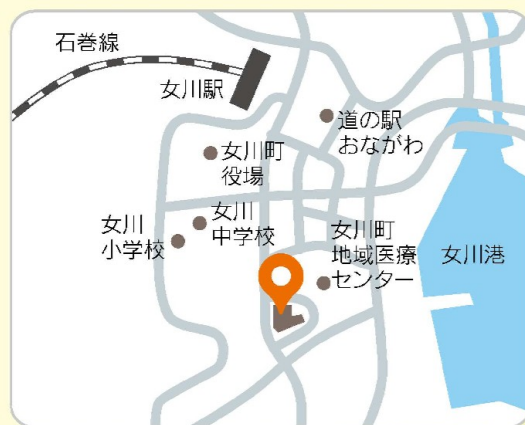 石巻線
女川駅
道の駅
おながわ
女川町
役場
女川
中学校
女川
小学校
女川町
地域医療
センター
女川港